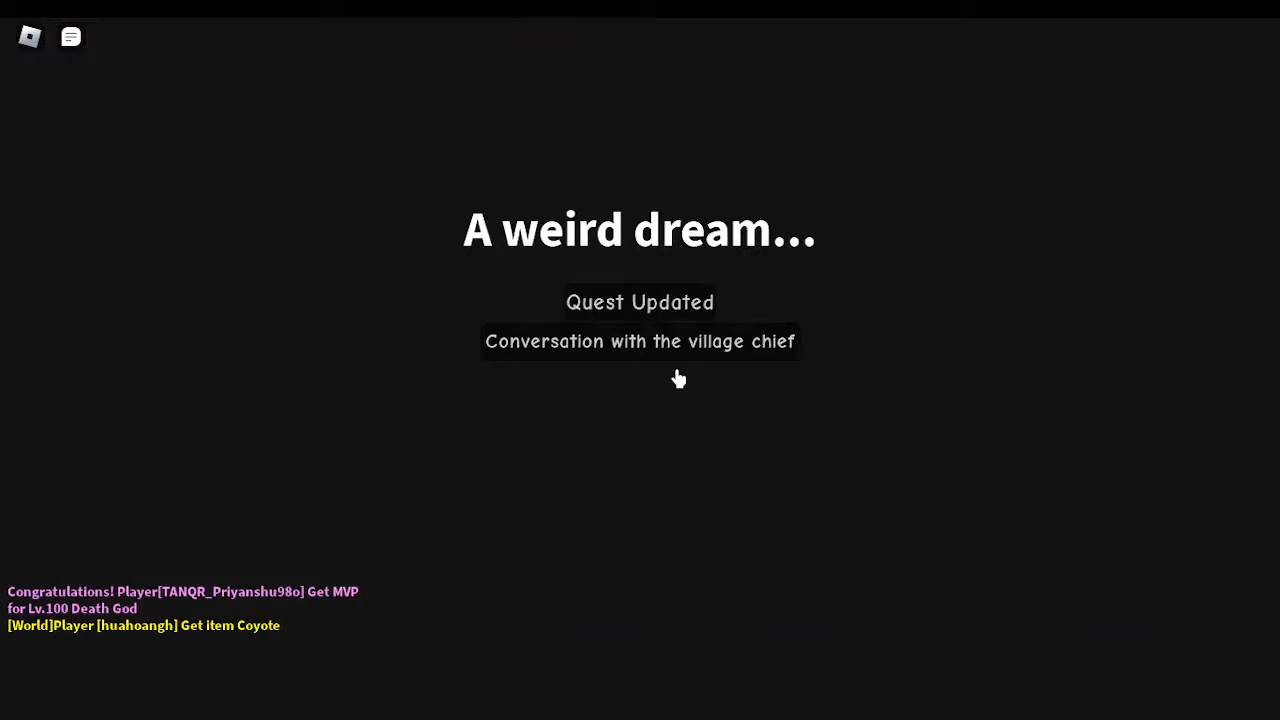 A weird dream...
Quest Updated
Conversation with the village chief
Congratulations! Player[TANQR_Priyanshu98o] Get MVP
for Lv.100 Death God
[World]Player [huahoangh] Get item Coyote